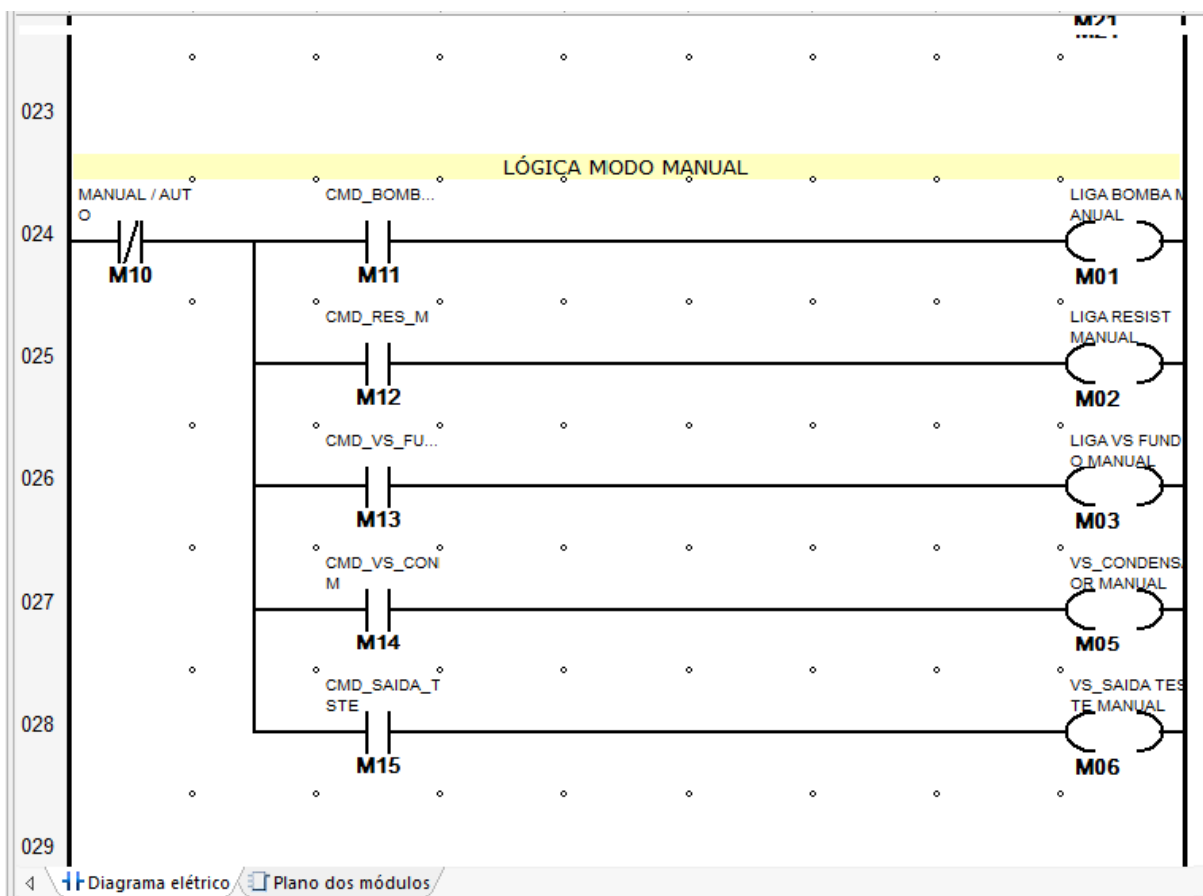 M21
023
LÓGICA MODO MANUAL
MANUAL / AUT
O
CMD_BOMB...
LIGA BOMBA M
ANUAL
024
M10
M11
M01
CMD_RES_M
LIGA RESIST
MANUAL
025
M12
M02
CMD_VS_FU...
LIGA VS FUND
O MANUAL
026
M13
M03
CMD_VS_CON
M
VS_CONDENS
OR MANUAL
027
M14
M05
CMD_SAIDA_T
STE
VS_SAIDA TES
TE MANUAL
028
M15
M06
029
Diagrama elétrico
Plano dos módulos